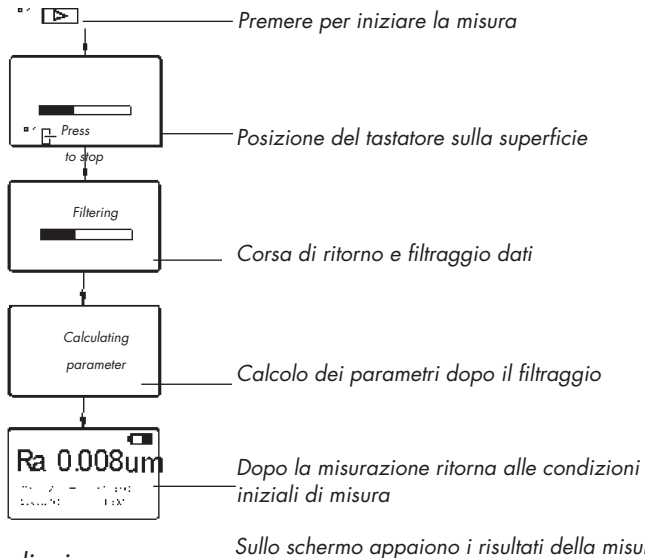 Premere per iniziare la misura
Press
to stop
Posizione del tastatore sulla superficie
Filtering
Corsa di ritorno e filtraggio dati
Calculating
parameter
Calcolo dei parametri dopo il filtraggio
Ra 0.008um
Dopo la misurazione ritorna alle condizioni
iniziali di misura
Sullo schermo appaiono i risultati della